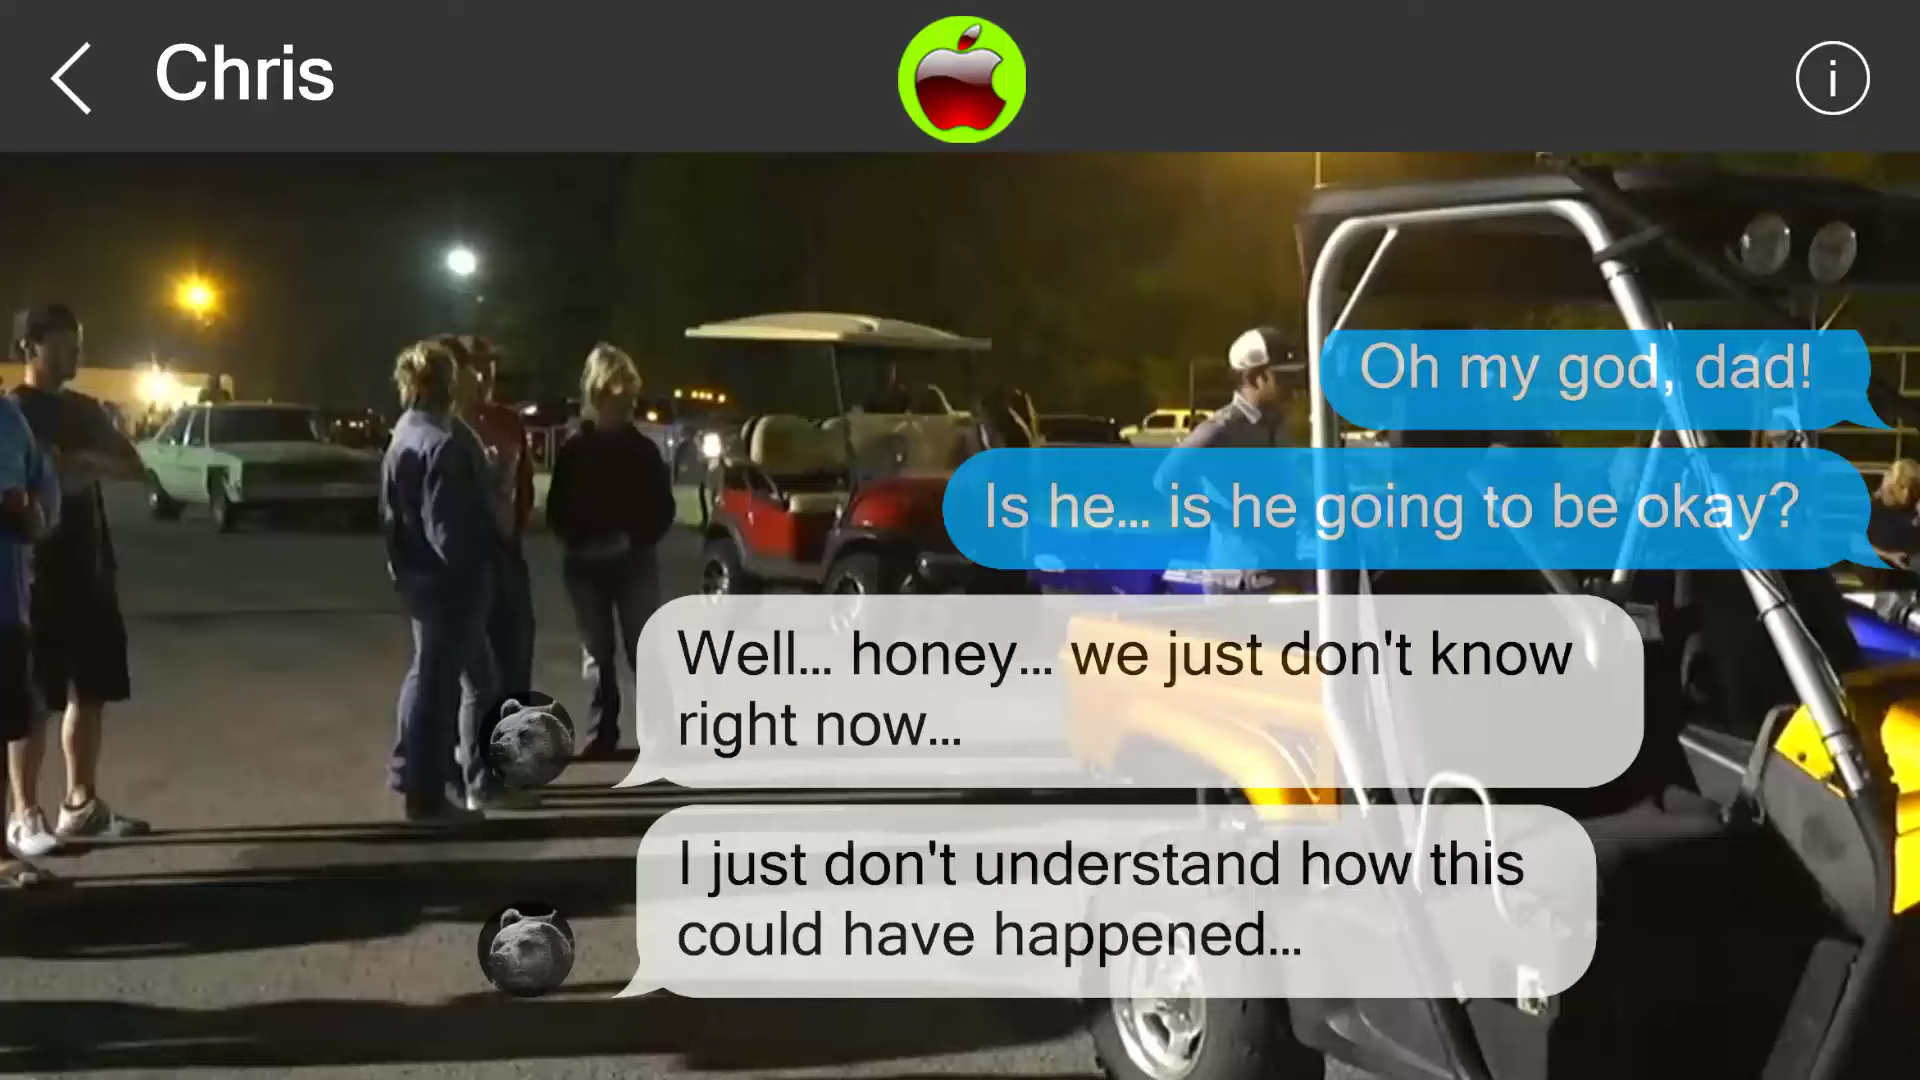 Chris
Oh my god, dad!
Is he... is he going to be okay?
Well... honey... we just don't know
right now...
I just don't understand how this
could have happened...